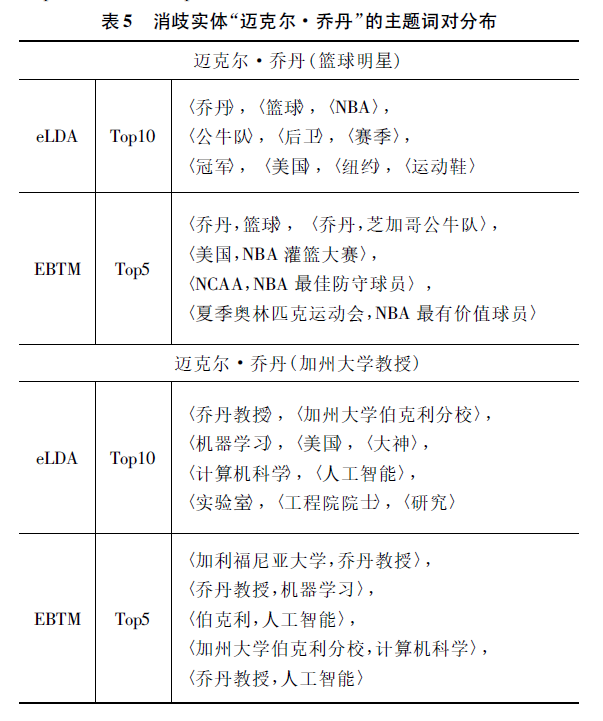 表5 消歧实体“迈克尔·乔丹”的主题词对分布
迈克尔·乔丹(篮球明星)
eLDA Top10
〈乔丹〉,〈篮球〉,〈NBA〉,
〈公牛队〉,〈后卫〉,〈赛季〉,
〈冠军〉,〈美国〉,〈纽约〉,〈运动鞋〉
EBTM Top5
〈乔丹,篮球〉,〈乔丹,芝加哥公牛队〉,
〈美国,NBA 灌篮大赛〉,
〈NCAA,NBA 最佳防守球员〉,
〈夏季奥林匹克运动会,NBA 最有价值球员〉
迈克尔·乔丹(加州大学教授)
eLDA Top10
〈乔丹教授〉,〈加州大学伯克利分校〉,
〈机器学习〉,〈美国〉,〈大神〉,
〈计算机科学〉,〈人工智能〉,
〈实验室〉,〈工程院院士〉,〈研究〉
EBTM Top5
〈加利福尼亚大学,乔丹教授〉,
〈乔丹教授,机器学习〉,
〈伯克利,人工智能〉,
〈加州大学伯克利分校,计算机科学〉,
〈乔丹教授,人工智能〉